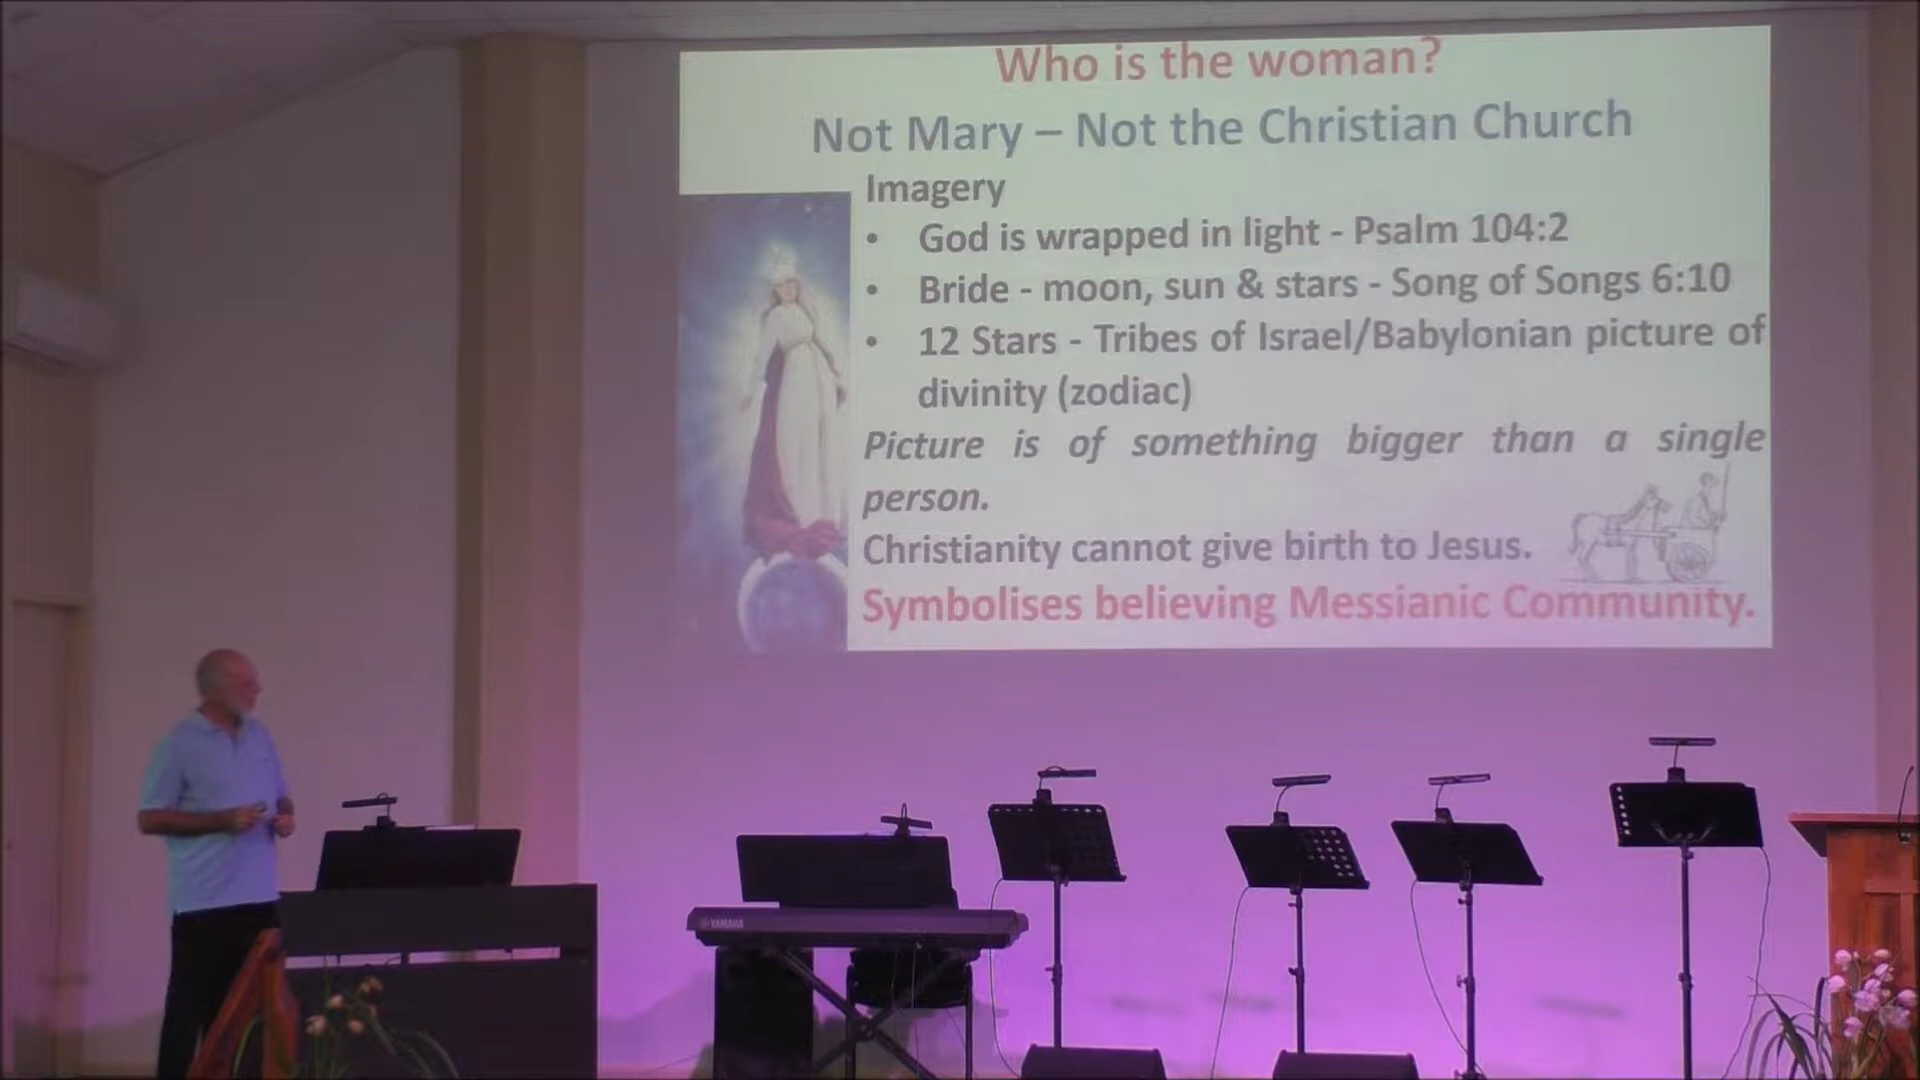 Who is the woman?
Not Mary – Not the Christian Church
Imagery
• God is wrapped in light - Psalm 104:2
• Bride - moon, sun & stars - Song of Songs 6:10
• 12 Stars - Tribes of Israel/Babylonian picture of
divinity (zodiac)
Picture is of something bigger than a single
person.
Christianity cannot give birth to Jesus.
Symbolises believing Messianic Community.
YAMAHA